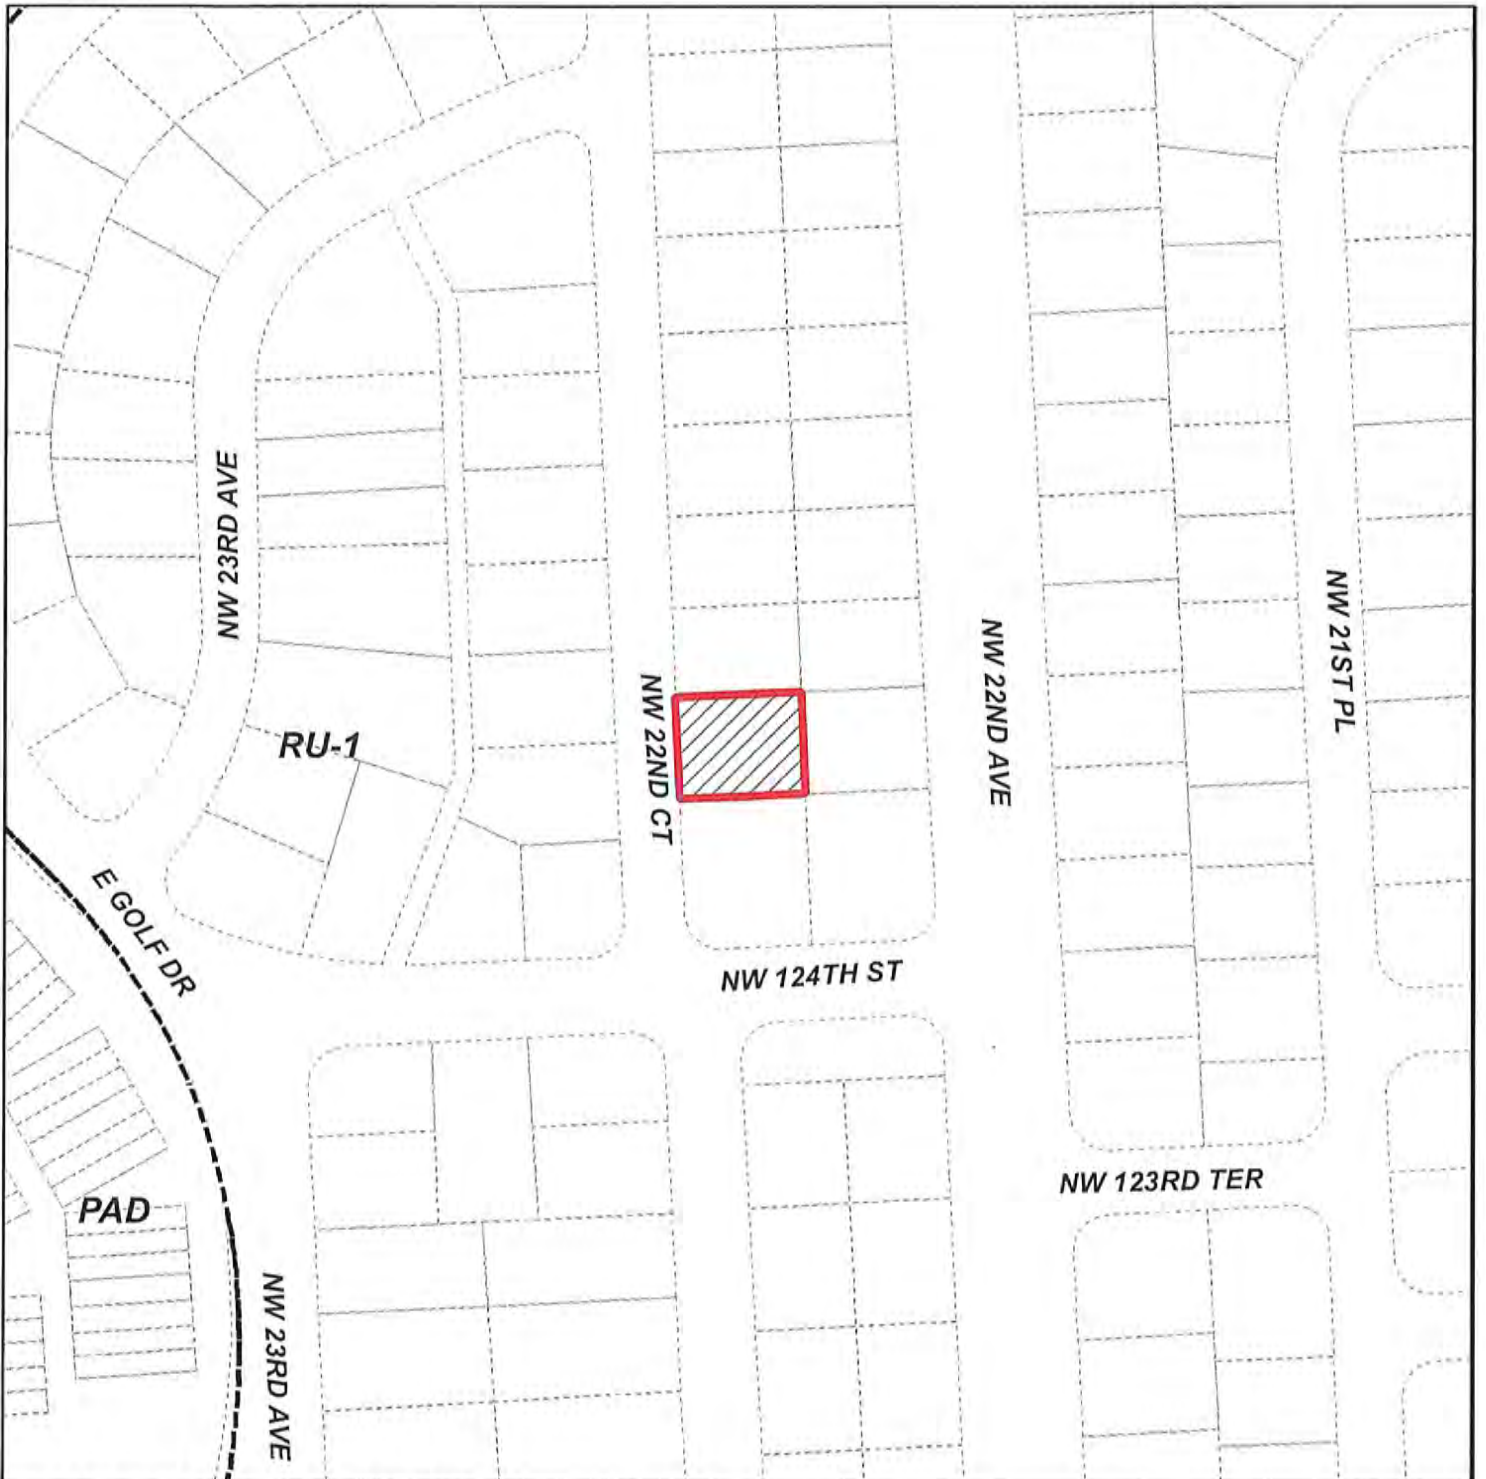 NW 23RD AVE
NW 21ST PL
NW 22ND AVE
NW 22ND CT
RU-1
E GOLF DR
NW 124TH ST
NW 123RD TER
PAD
NW 23RD AVE